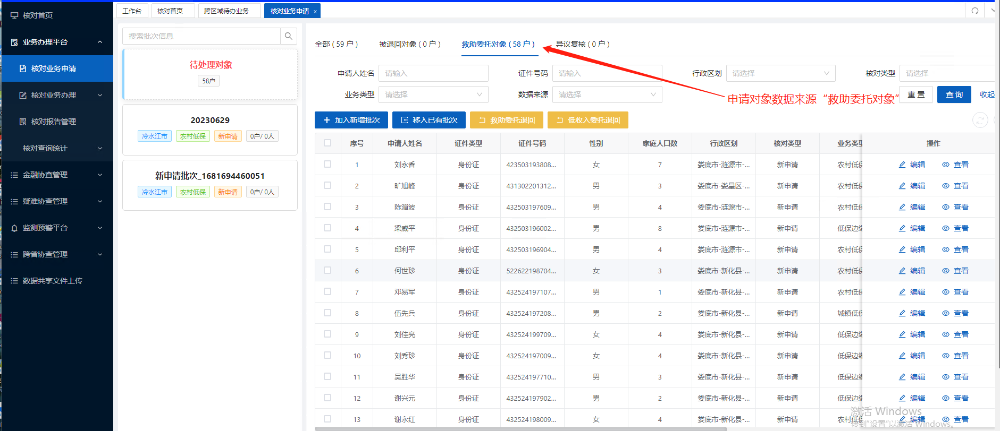 核对首页
业务办理平台
核对业务申请
核对业务办理
核对报告管理
核对查询统计
金融协查管理
疑难协查管理
监测预警平台
跨省协查管理
数据共享文件上传
工作台 核对首页 跨区域待办业务 核对业务申请 ×
搜索批次信息
待处理对象
58户
20230629
冷水江市 农村低保 新申请 0户/ 0人
新申请批次_1681694460051
冷水江市 农村低保 新申请 0户/ 0人
全部 ( 59 户 ) 被退回对象 ( 0 户 ) 救助委托对象 ( 58 户 ) 异议复核 ( 0 户 )
申请人姓名 请输入 证件号码 请输入 行政区划 请选择 核对类型 请选择
业务类型 请选择 数据来源 请选择 重 置 查 询 收起
申请对象数据来源“救助委托对象”
加入新增批次 移入已有批次 救助委托退回 低收入委托退回
序号 申请人姓名 证件类型 证件号码 性别 家庭人口数 行政区划 核对类型 业务类型 操作
1 刘永香 身份证 423503193808... 女 7 娄底市-涟源市-... 新申请 农村低保 编辑 查看
2 旷旭峰 身份证 431302201312... 男 3 娄底市-娄星区-... 新申请 农村低保 编辑 查看
3 陈湄波 身份证 432503197609... 男 4 娄底市-涟源市-... 新申请 农村低保 编辑 查看
4 梁威平 身份证 432503196002... 男 8 娄底市-涟源市-... 新申请 低保边缘 编辑 查看
5 邱利平 身份证 432503196904... 男 4 娄底市-涟源市-... 新申请 农村低保 编辑 查看
6 何世珍 身份证 522622198704... 女 3 娄底市-新化县-... 新申请 农村低保 编辑 查看
7 邓易军 身份证 432524197107... 男 1 娄底市-新化县-... 新申请 农村低保 编辑 查看
8 伍先兵 身份证 432524197208... 男 2 娄底市-新化县-... 新申请 城镇低保 编辑 查看
9 刘佳亮 身份证 432524199709... 女 4 娄底市-新化县-... 新申请 低保边缘 编辑 查看
10 刘秀珍 身份证 432524197009... 女 4 娄底市-新化县-... 新申请 低保边缘 编辑 查看
11 吴胜华 身份证 432524197710... 男 3 娄底市-新化县-... 新申请 低保边缘 编辑 查看
12 谢兴元 身份证 432524197902... 男 2 娄底市-新化县-... 新申请 低保边缘 编辑 查看
13 谢永红 身份证 432524198009... 女 4 娄底市-新化县-... 新申请 农村低保 编辑 查看
激活 Windows
转到“设置”以激活 Windows。